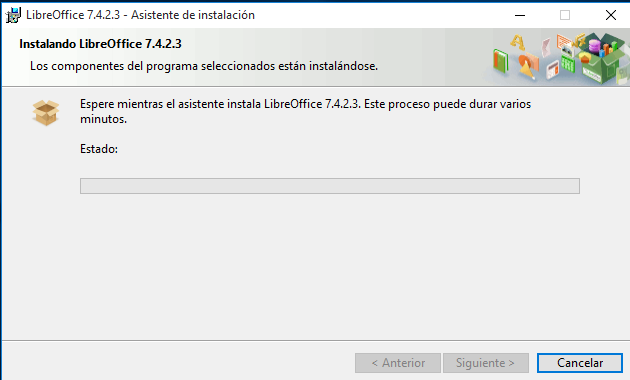 LibreOffice 7.4.2.3 - Asistente de instalación
Instalando LibreOffice 7.4.2.3
Los componentes del programa seleccionados están instalándose.
Espere mientras el asistente instala LibreOffice 7.4.2.3. Este proceso puede durar varios
minutos.
Estado:
< Anterior
Siguiente >
Cancelar